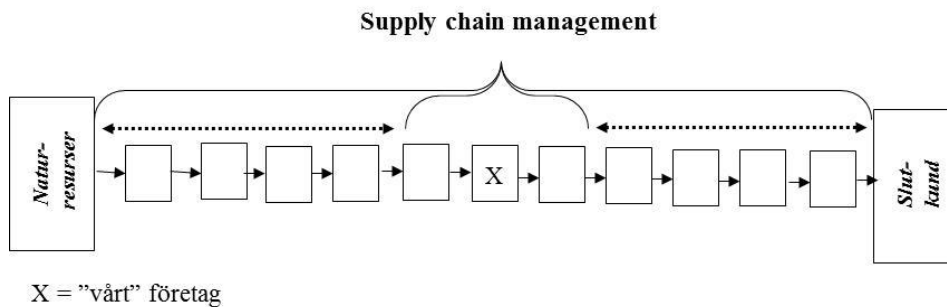 Supply chain management
Natur-
resurser
X
Slut-
kund
X = ”vårt” företag